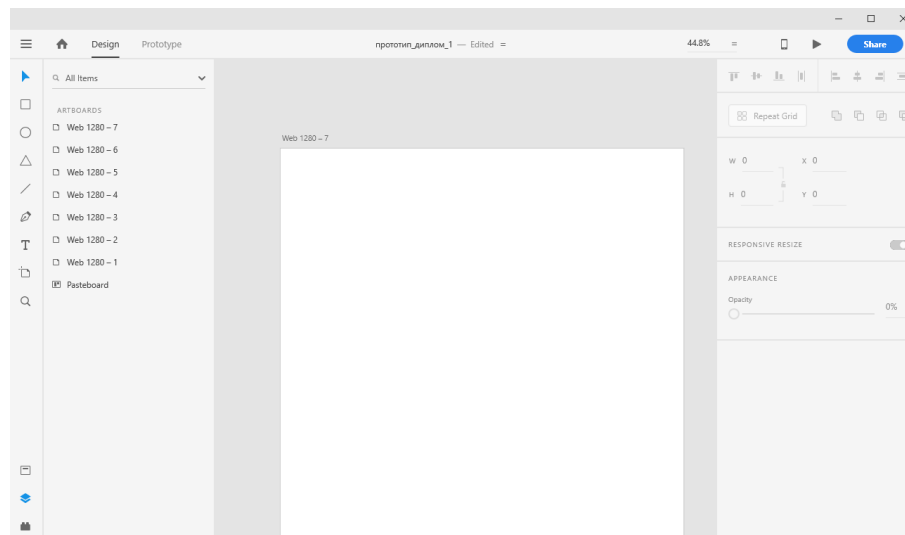 Design Prototype прототип_диплом_1 — Edited 44.8% Share
All Items
ARTBOARDS
Web 1280 – 7
Web 1280 – 6
Web 1280 – 5
Web 1280 – 4
Web 1280 – 3
Web 1280 – 2
Web 1280 – 1
Pasteboard
T
Web 1280 – 7
Repeat Grid
W 0 X 0
H 0 Y 0
RESPONSIVE RESIZE
APPEARANCE
Opacity
0%